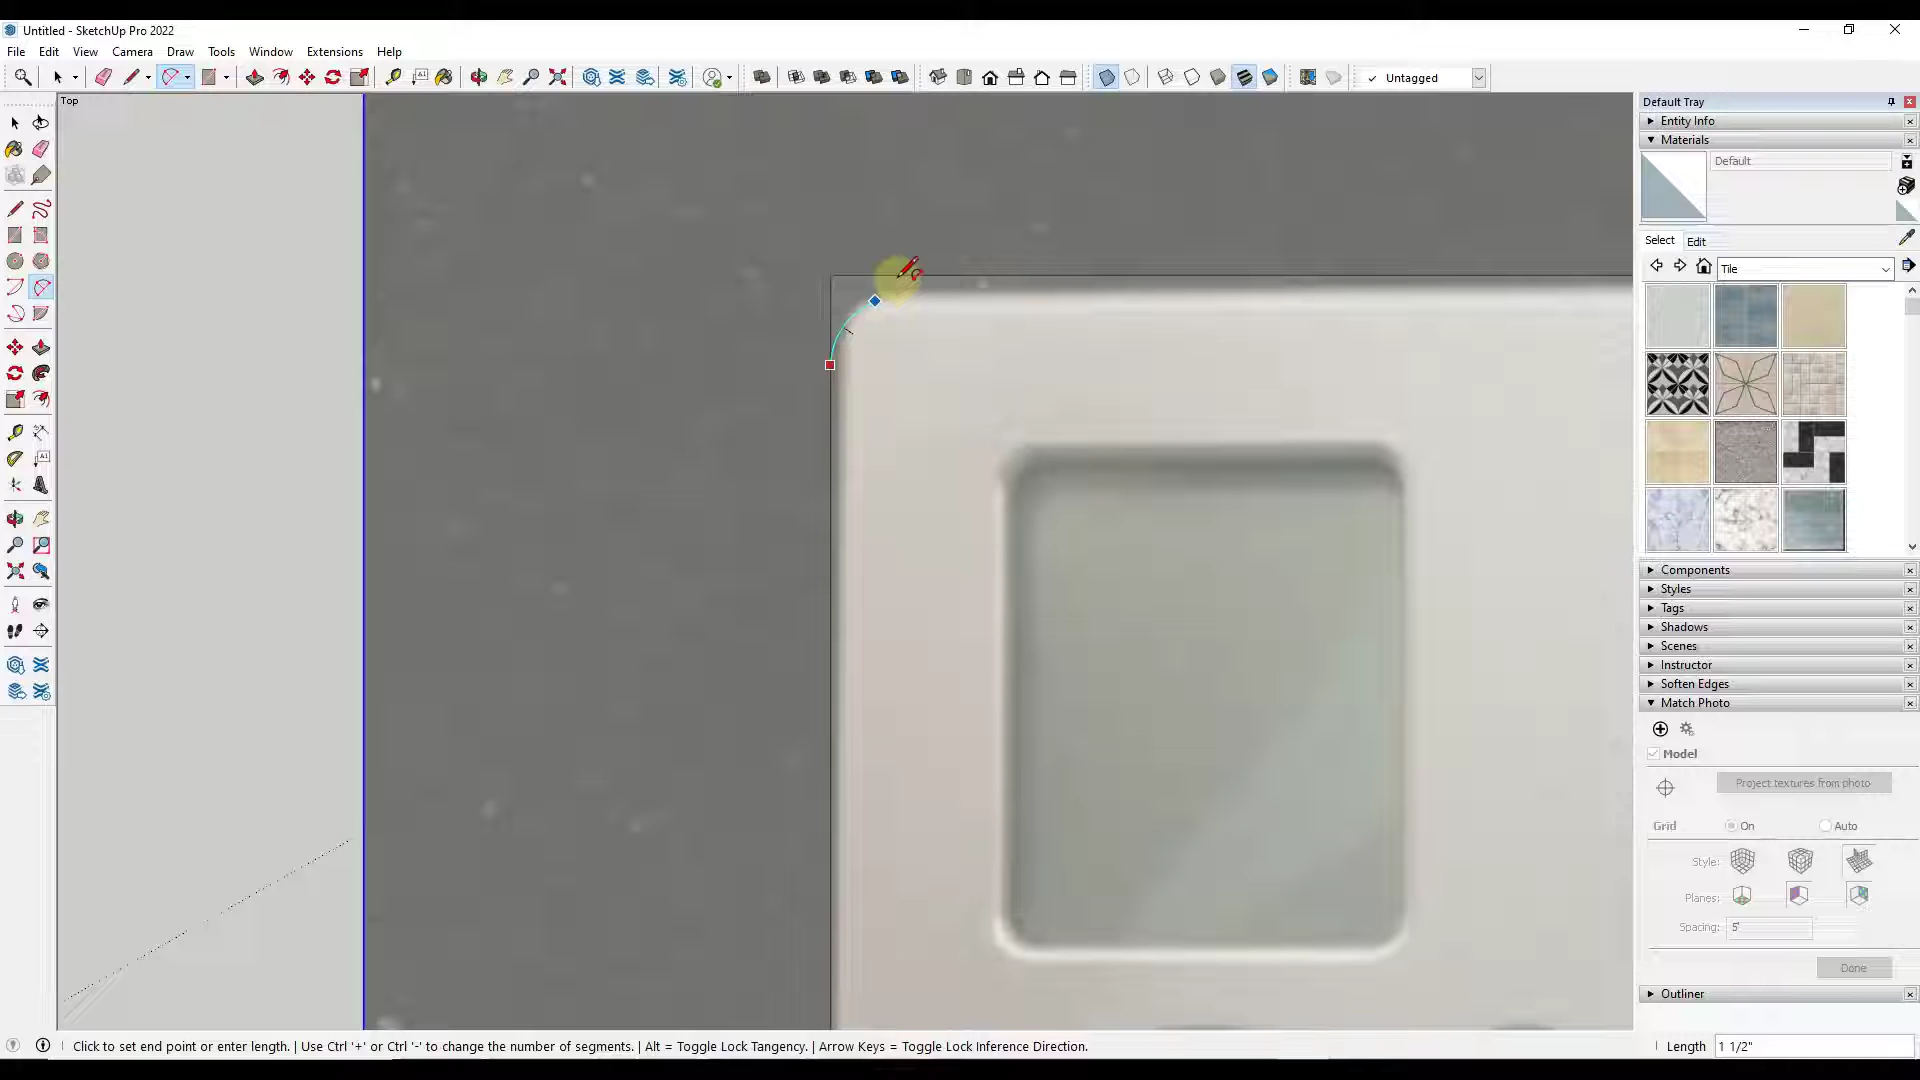 Untitled - SketchUp Pro 2022
File Edit View Camera Draw Tools Window Extensions Help
Untagged
Top
Default Tray
Entity Info
Materials
Default
Select Edit
Tile
Components
Styles
Tags
Shadows
Scenes
Instructor
Soften Edges
Match Photo
Model
Project textures from photo
Grid On Auto
Style:
Planes:
Spacing: 5'
Done
Outliner
Click to set end point or enter length. | Use Ctrl '+' or Ctrl '-' to change the number of segments. | Alt = Toggle Lock Tangency. | Arrow Keys = Toggle Lock Inference Direction.
Length 1 1/2"